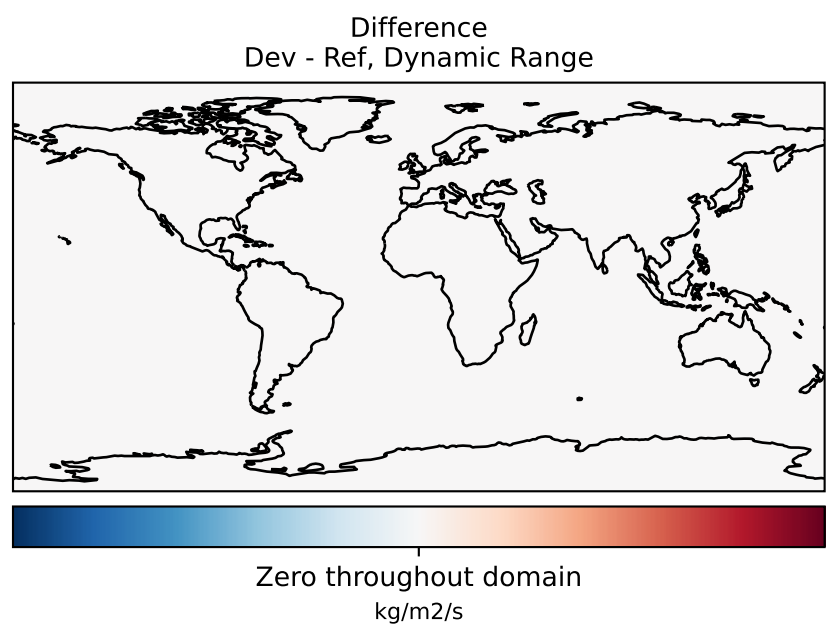 Difference
Dev - Ref, Dynamic Range
Zero throughout domain
kg/m2/s